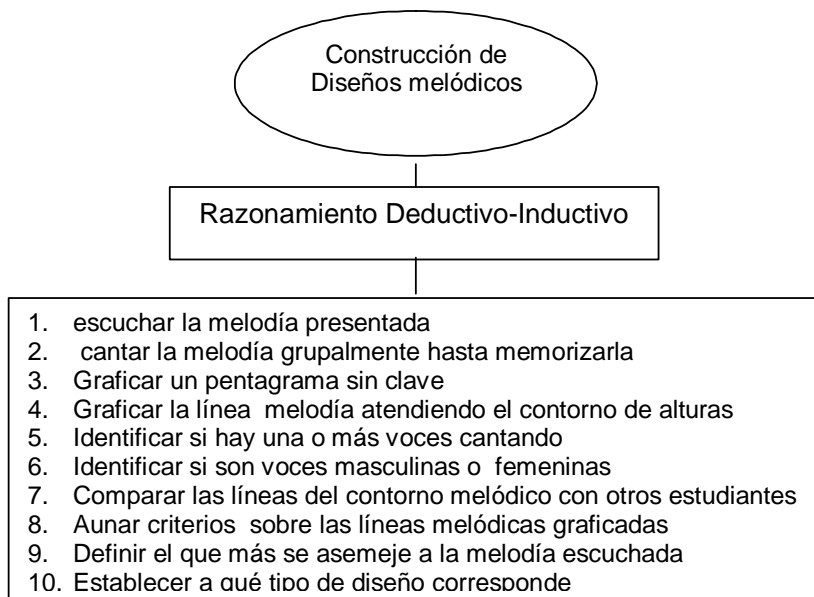 Construcción de
Diseños melódicos
Razonamiento Deductivo-Inductivo
1. escuchar la melodía presentada
2. cantar la melodía grupalmente hasta memorizarla
3. Graficar un pentagrama sin clave
4. Graficar la línea melodía atendiendo el contorno de alturas
5. Identificar si hay una o más voces cantando
6. Identificar si son voces masculinas o femeninas
7. Comparar las líneas del contorno melódico con otros estudiantes
8. Aunar criterios sobre las líneas melódicas graficadas
9. Definir el que más se asemeje a la melodía escuchada
10. Establecer a qué tipo de diseño corresponde